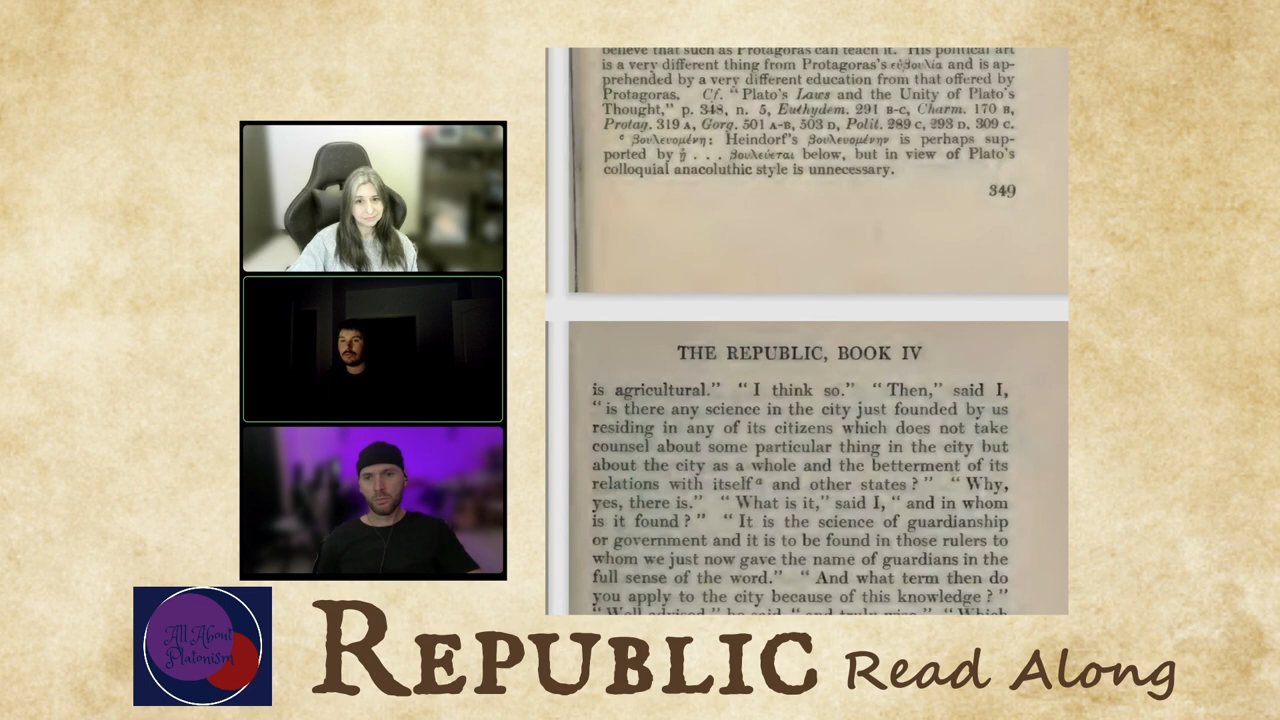 believe that such as Protagoras can teach it. His political art
is a very different thing from Protagoras's εὐβουλία and is ap-
prehended by a very different education from that offered by
Protagoras. Cf. “Plato's Laws and the Unity of Plato's
Thought,” p. 348, n. 5, Euthydem. 291 B-C, Charm. 170 B,
Protag. 319 A, Gorg. 501 A-B, 503 D, Polit. 289 C, 293 D, 309 C.
c βουλευομένη: Heindorf's βουλευομένην is perhaps sup-
ported by ᾗ . . . βουλεύεται below, but in view of Plato's
colloquial anacoluthic style is unnecessary.
349
THE REPUBLIC, BOOK IV
is agricultural.” “I think so.” “Then,” said I,
“is there any science in the city just founded by us
residing in any of its citizens which does not take
counsel about some particular thing in the city but
about the city as a whole and the betterment of its
relations with itself a and other states?” “Why,
yes, there is.” “What is it,” said I, “and in whom
is it found?” “It is the science of guardianship
or government and it is to be found in those rulers to
whom we just now gave the name of guardians in the
full sense of the word.” “And what term then do
you apply to the city because of this knowledge?”
“Well advised,” he said, “and truly wise.” “Which
All About
Platonism
REPUBLIC Read Along